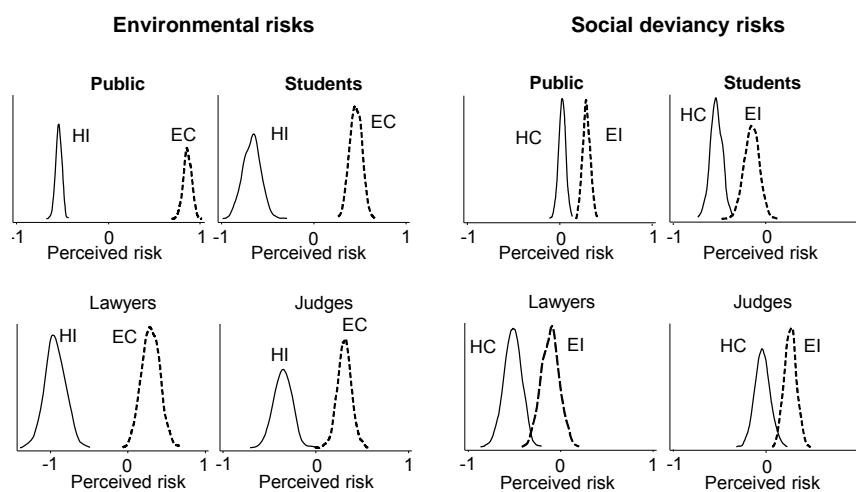 Environmental risks Social deviancy risks
Public Students Public Students
HI EC HI EC HC EI HC EI
-1 0 1 -1 0 1 -1 0 1 -1 0
Perceived risk Perceived risk Perceived risk Perceived risk
Lawyers Judges Lawyers Judges
HI EC HI EC HC EI HC EI
-1 0 1 -1 0 1 -1 0 1 -1 0
Perceived risk Perceived risk Perceived risk Perceived risk